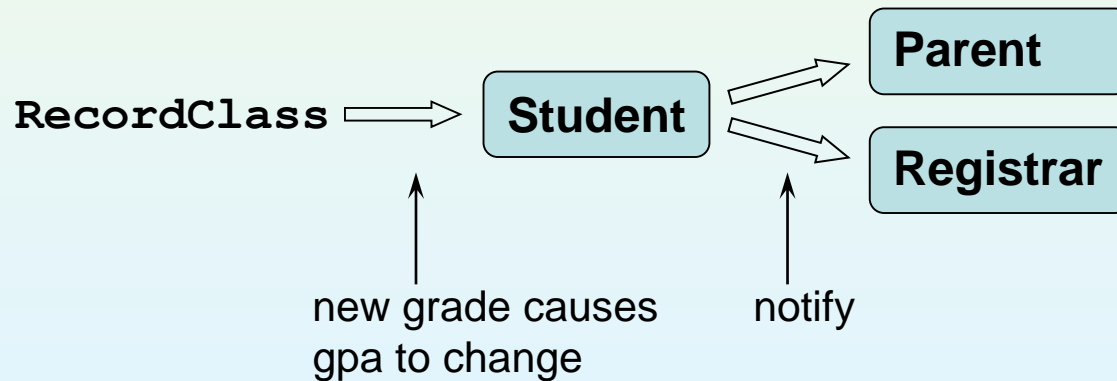 Parent
RecordClass
Student
Registrar
new grade causes
gpa to change
notify